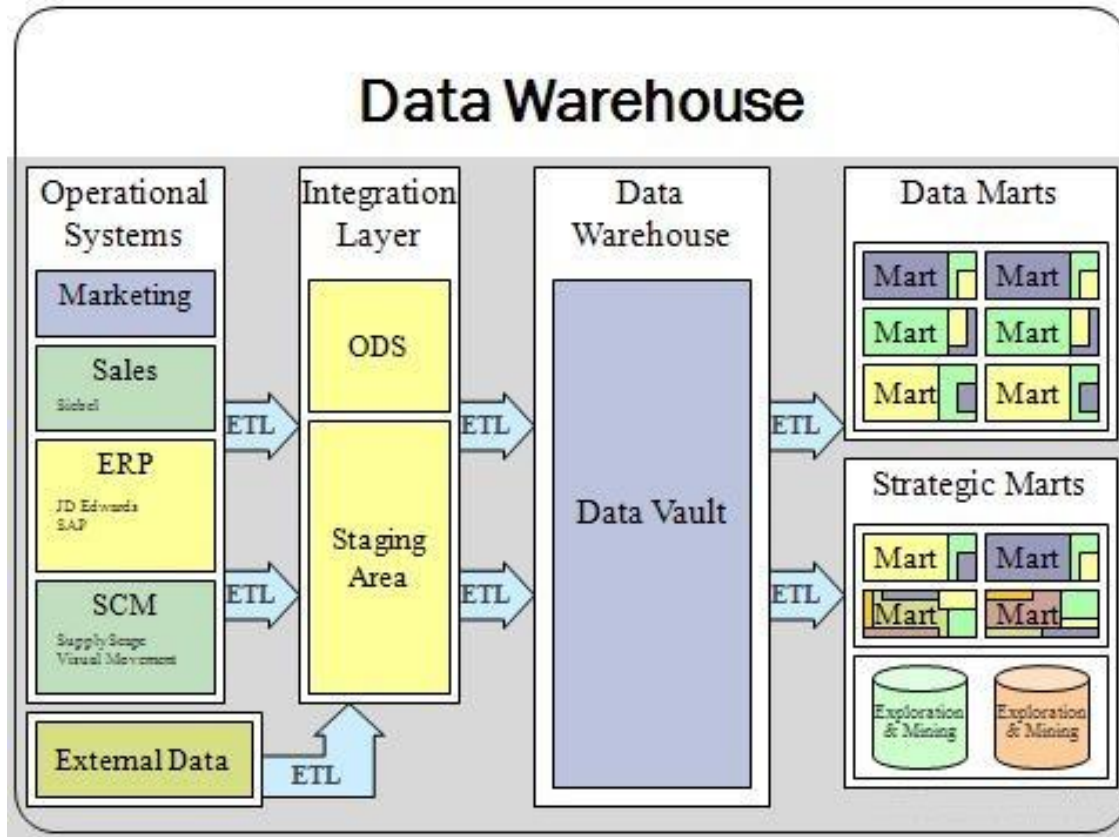 Data Warehouse
Operational
Systems
Marketing
Sales
Siebel
ERP
JD Edwards
SAP
SCM
SupplyScape
Visual Movement
External Data
ETL
ETL
ETL
Integration
Layer
ODS
Staging
Area
ETL
ETL
Data
Warehouse
Data Vault
ETL
ETL
Data Marts
Mart Mart
Mart Mart
Mart Mart
Strategic Marts
Mart Mart
Mart Mart
Exploration
& Mining
Exploration
& Mining